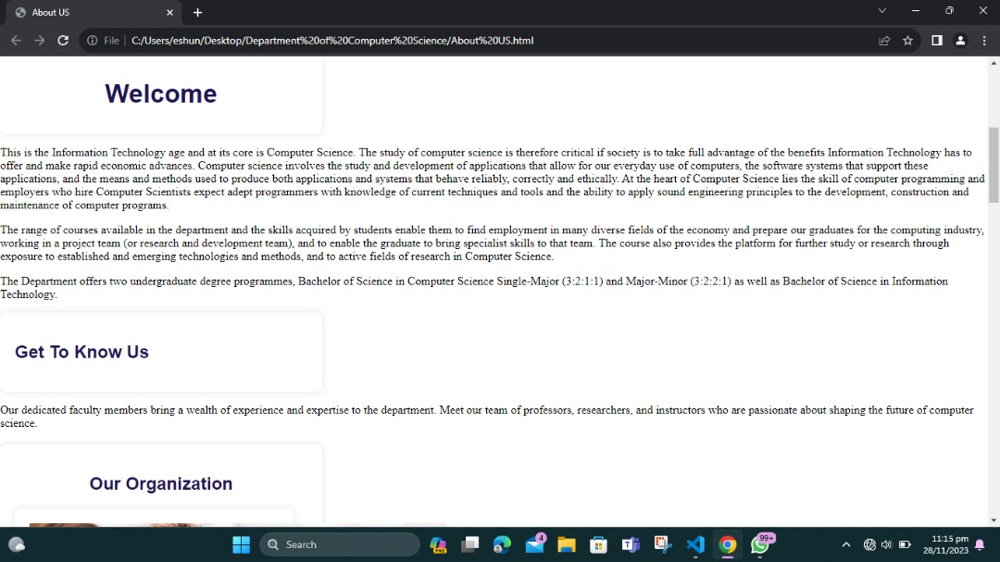 About US
File
C:/Users/eshun/Desktop/Department%20of%20Computer%20Science/About%20US.html
Welcome
This is the Information Technology age and at its core is Computer Science. The study of computer science is therefore critical if society is to take full advantage of the benefits Information Technology has to
offer and make rapid economic advances. Computer science involves the study and development of applications that allow for our everyday use of computers, the software systems that support these
applications, and the means and methods used to produce both applications and systems that behave reliably, correctly and ethically. At the heart of Computer Science lies the skill of computer programming and
employers who hire Computer Scientists expect adept programmers with knowledge of current techniques and tools and the ability to apply sound engineering principles to the development, construction and
maintenance of computer programs.
The range of courses available in the department and the skills acquired by students enable them to find employment in many diverse fields of the economy and prepare our graduates for the computing industry,
working in a project team (or research and development team), and to enable the graduate to bring specialist skills to that team. The course also provides the platform for further study or research through
exposure to established and emerging technologies and methods, and to active fields of research in Computer Science.
The Department offers two undergraduate degree programmes, Bachelor of Science in Computer Science Single-Major (3:2:1:1) and Major-Minor (3:2:2:1) as well as Bachelor of Science in Information
Technology.
Get To Know Us
Our dedicated faculty members bring a wealth of experience and expertise to the department. Meet our team of professors, researchers, and instructors who are passionate about shaping the future of computer
science.
Our Organization
Search
PRE
4
99+
11:15 pm
28/11/2023